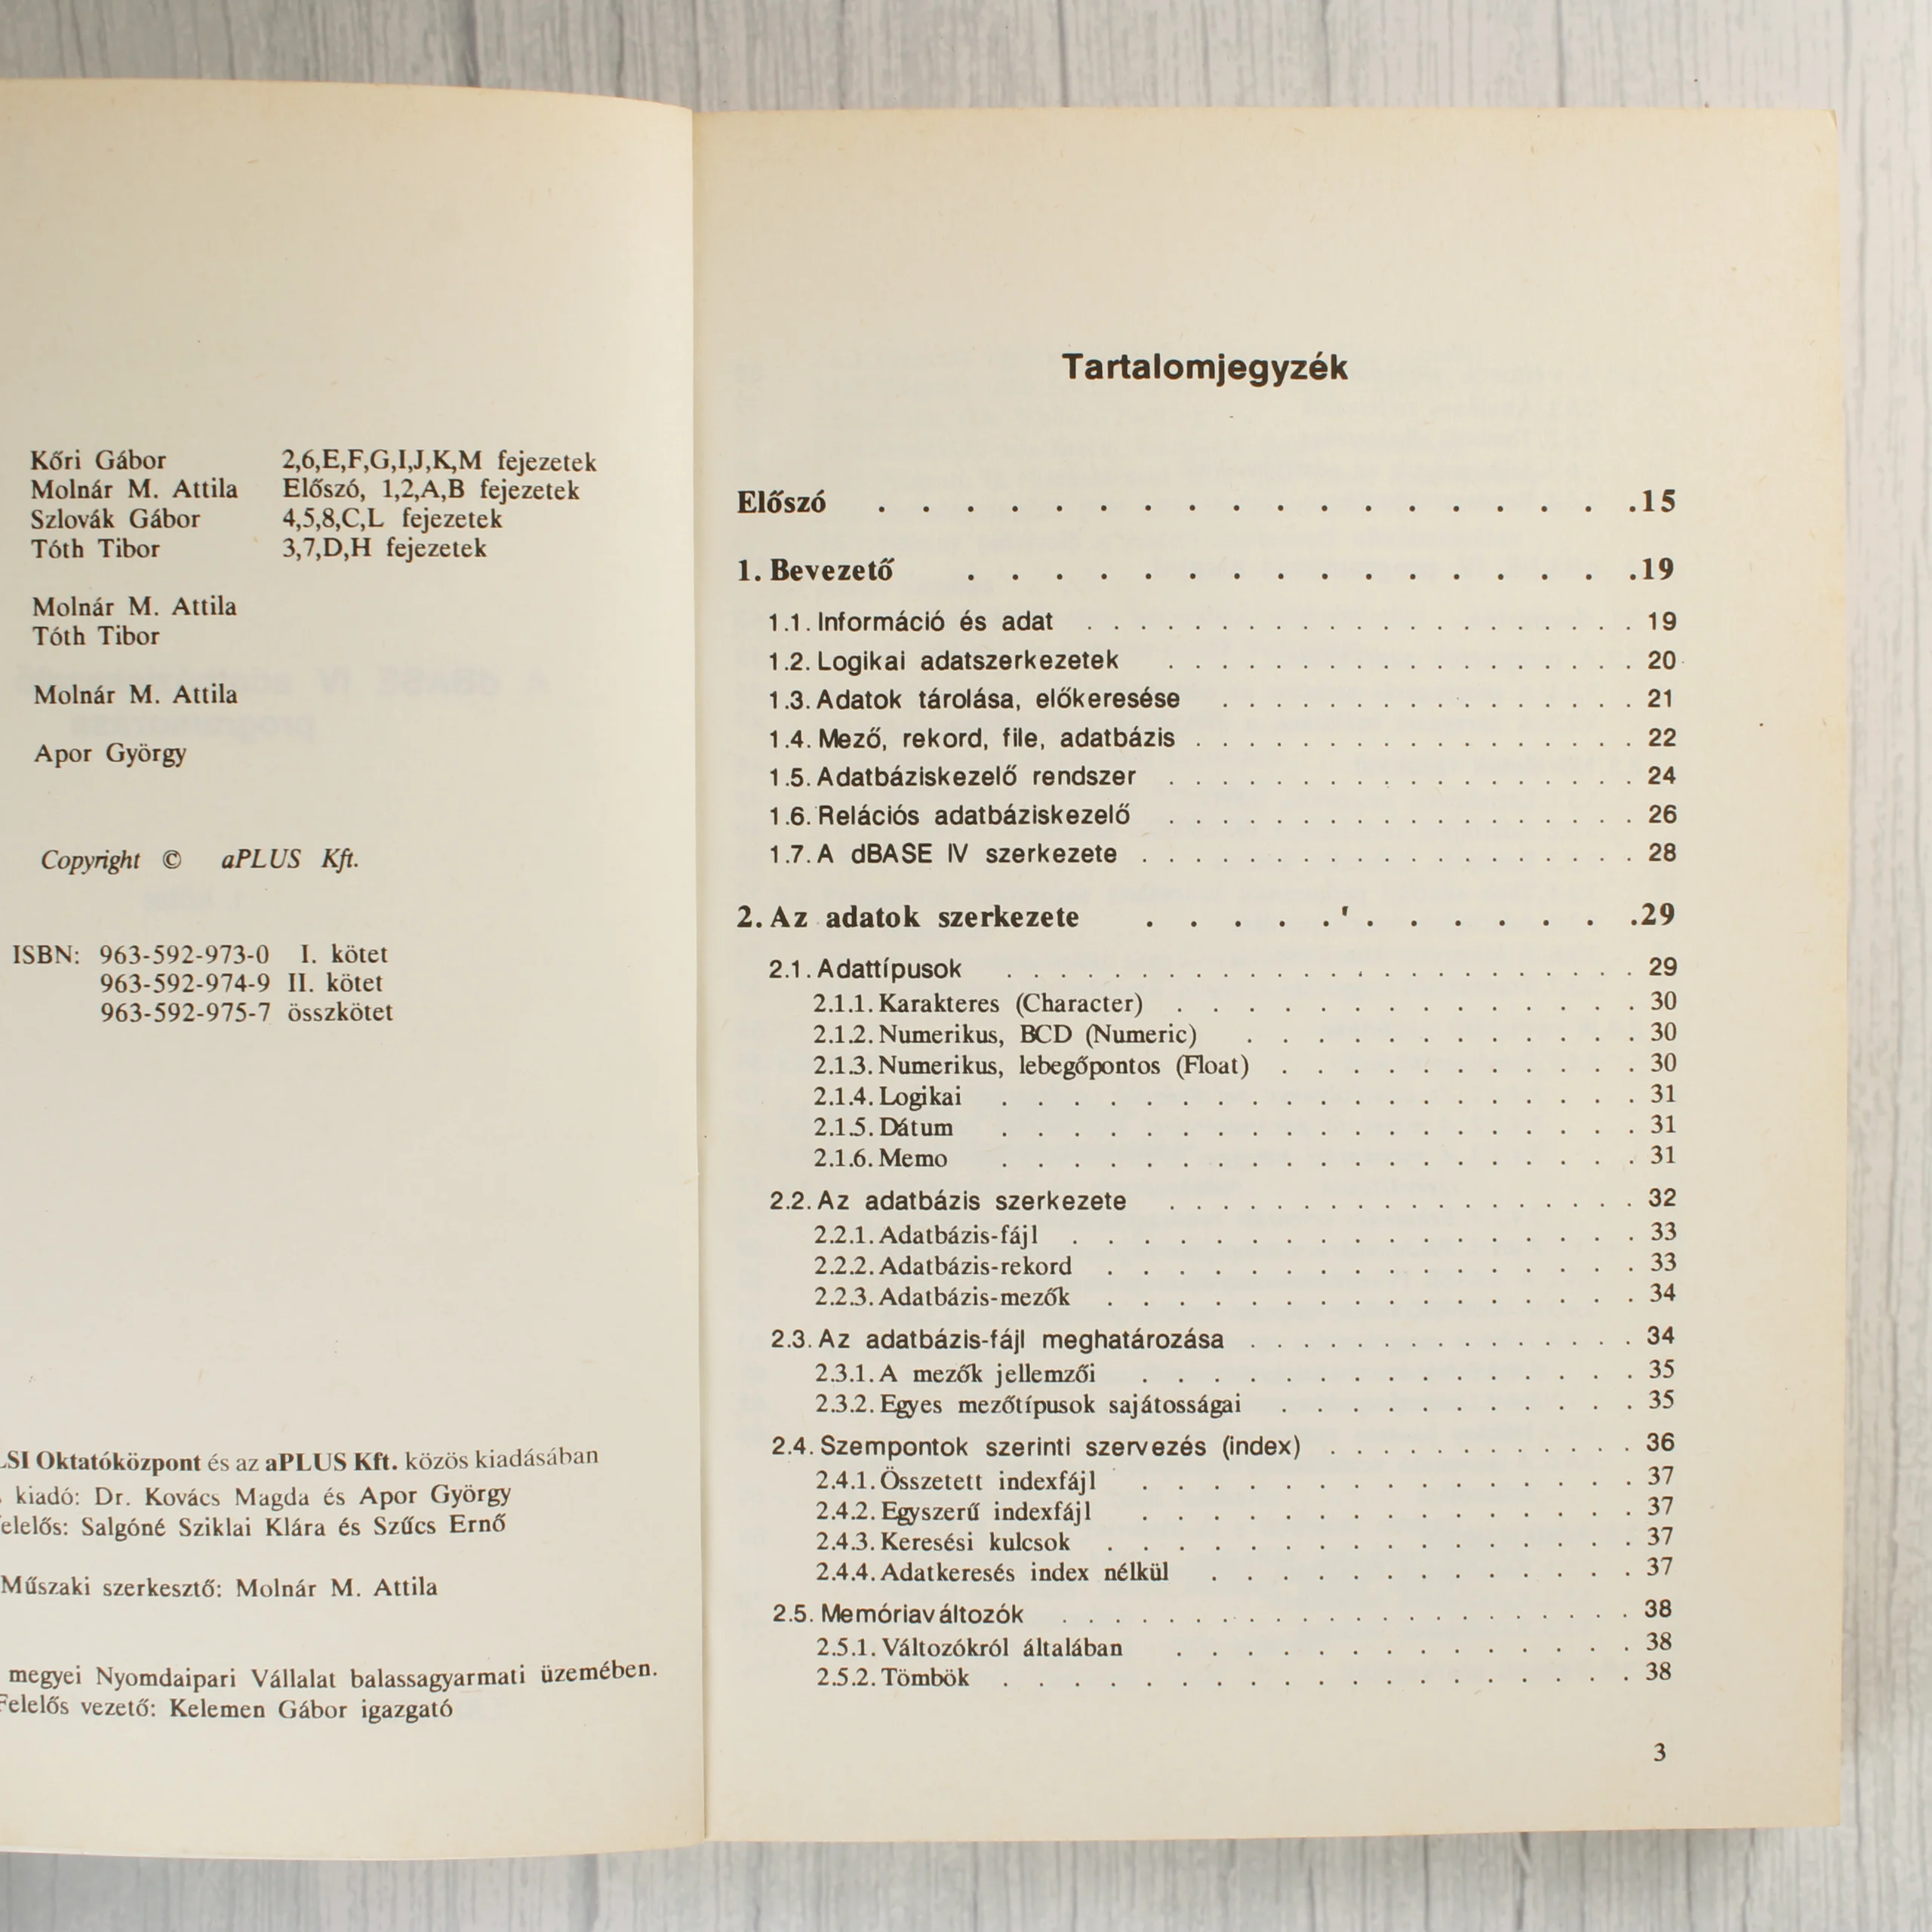 Kőri Gábor 2,6,E,F,G,I,J,K,M fejezetek
Molnár M. Attila Előszó, 1,2,A,B fejezetek
Szlovák Gábor 4,5,8,C,L fejezetek
Tóth Tibor 3,7,D,H fejezetek
Molnár M. Attila
Tóth Tibor
Molnár M. Attila
Apor György
Copyright © aPLUS Kft.
ISBN: 963-592-973-0 I. kötet
963-592-974-9 II. kötet
963-592-975-7 összkötet
LSI Oktatóközpont és az aPLUS Kft. közös kiadásában
kiadó: Dr. Kovács Magda és Apor György
felelős: Salgóné Sziklai Klára és Szűcs Ernő
Műszaki szerkesztő: Molnár M. Attila
megyei Nyomdaipari Vállalat balassagyarmati üzemében.
Felelős vezető: Kelemen Gábor igazgató
Tartalomjegyzék
Előszó . . . . . . . . . . . . . . . . . . 15
1. Bevezető . . . . . . . . . . . . . . . . 19
1.1. Információ és adat . . . . . . . . . . . . . . . . . . . . . 19
1.2. Logikai adatszerkezetek . . . . . . . . . . . . . . . . . . 20
1.3. Adatok tárolása, előkeresése . . . . . . . . . . . . . . . . 21
1.4. Mező, rekord, file, adatbázis . . . . . . . . . . . . . . . . . 22
1.5. Adatbáziskezelő rendszer . . . . . . . . . . . . . . . . . . 24
1.6. Relációs adatbáziskezelő . . . . . . . . . . . . . . . . . . 26
1.7. A dBASE IV szerkezete . . . . . . . . . . . . . . . . . . . 28
2. Az adatok szerkezete . . . . . . . . . . . . 29
2.1. Adattípusok . . . . . . . . . . . . . . . . . . . . . . . . 29
2.1.1. Karakteres (Character) . . . . . . . . . . . . . 30
2.1.2. Numerikus, BCD (Numeric) . . . . . . . . . . . 30
2.1.3. Numerikus, lebegőpontos (Float) . . . . . . . . . . 30
2.1.4. Logikai . . . . . . . . . . . . . . . . . . 31
2.1.5. Dátum . . . . . . . . . . . . . . . . . . 31
2.1.6. Memo . . . . . . . . . . . . . . . . . . 31
2.2. Az adatbázis szerkezete . . . . . . . . . . . . . . . . . . 32
2.2.1. Adatbázis-fájl . . . . . . . . . . . . . . . . 33
2.2.2. Adatbázis-rekord . . . . . . . . . . . . . . . 33
2.2.3. Adatbázis-mezők . . . . . . . . . . . . . . . 34
2.3. Az adatbázis-fájl meghatározása . . . . . . . . . . . . . . . 34
2.3.1. A mezők jellemzői . . . . . . . . . . . . . . 35
2.3.2. Egyes mezőtípusok sajátosságai . . . . . . . . . . 35
2.4. Szempontok szerinti szervezés (index) . . . . . . . . . . . . 36
2.4.1. Összetett indexfájl . . . . . . . . . . . . . . 37
2.4.2. Egyszerű indexfájl . . . . . . . . . . . . . . 37
2.4.3. Keresési kulcsok . . . . . . . . . . . . . . . 37
2.4.4. Adatkeresés index nélkül . . . . . . . . . . . . 37
2.5. Memóriaváltozók . . . . . . . . . . . . . . . . . . . . . . 38
2.5.1. Változókról általában . . . . . . . . . . . . . 38
2.5.2. Tömbök . . . . . . . . . . . . . . . . . . 38
3